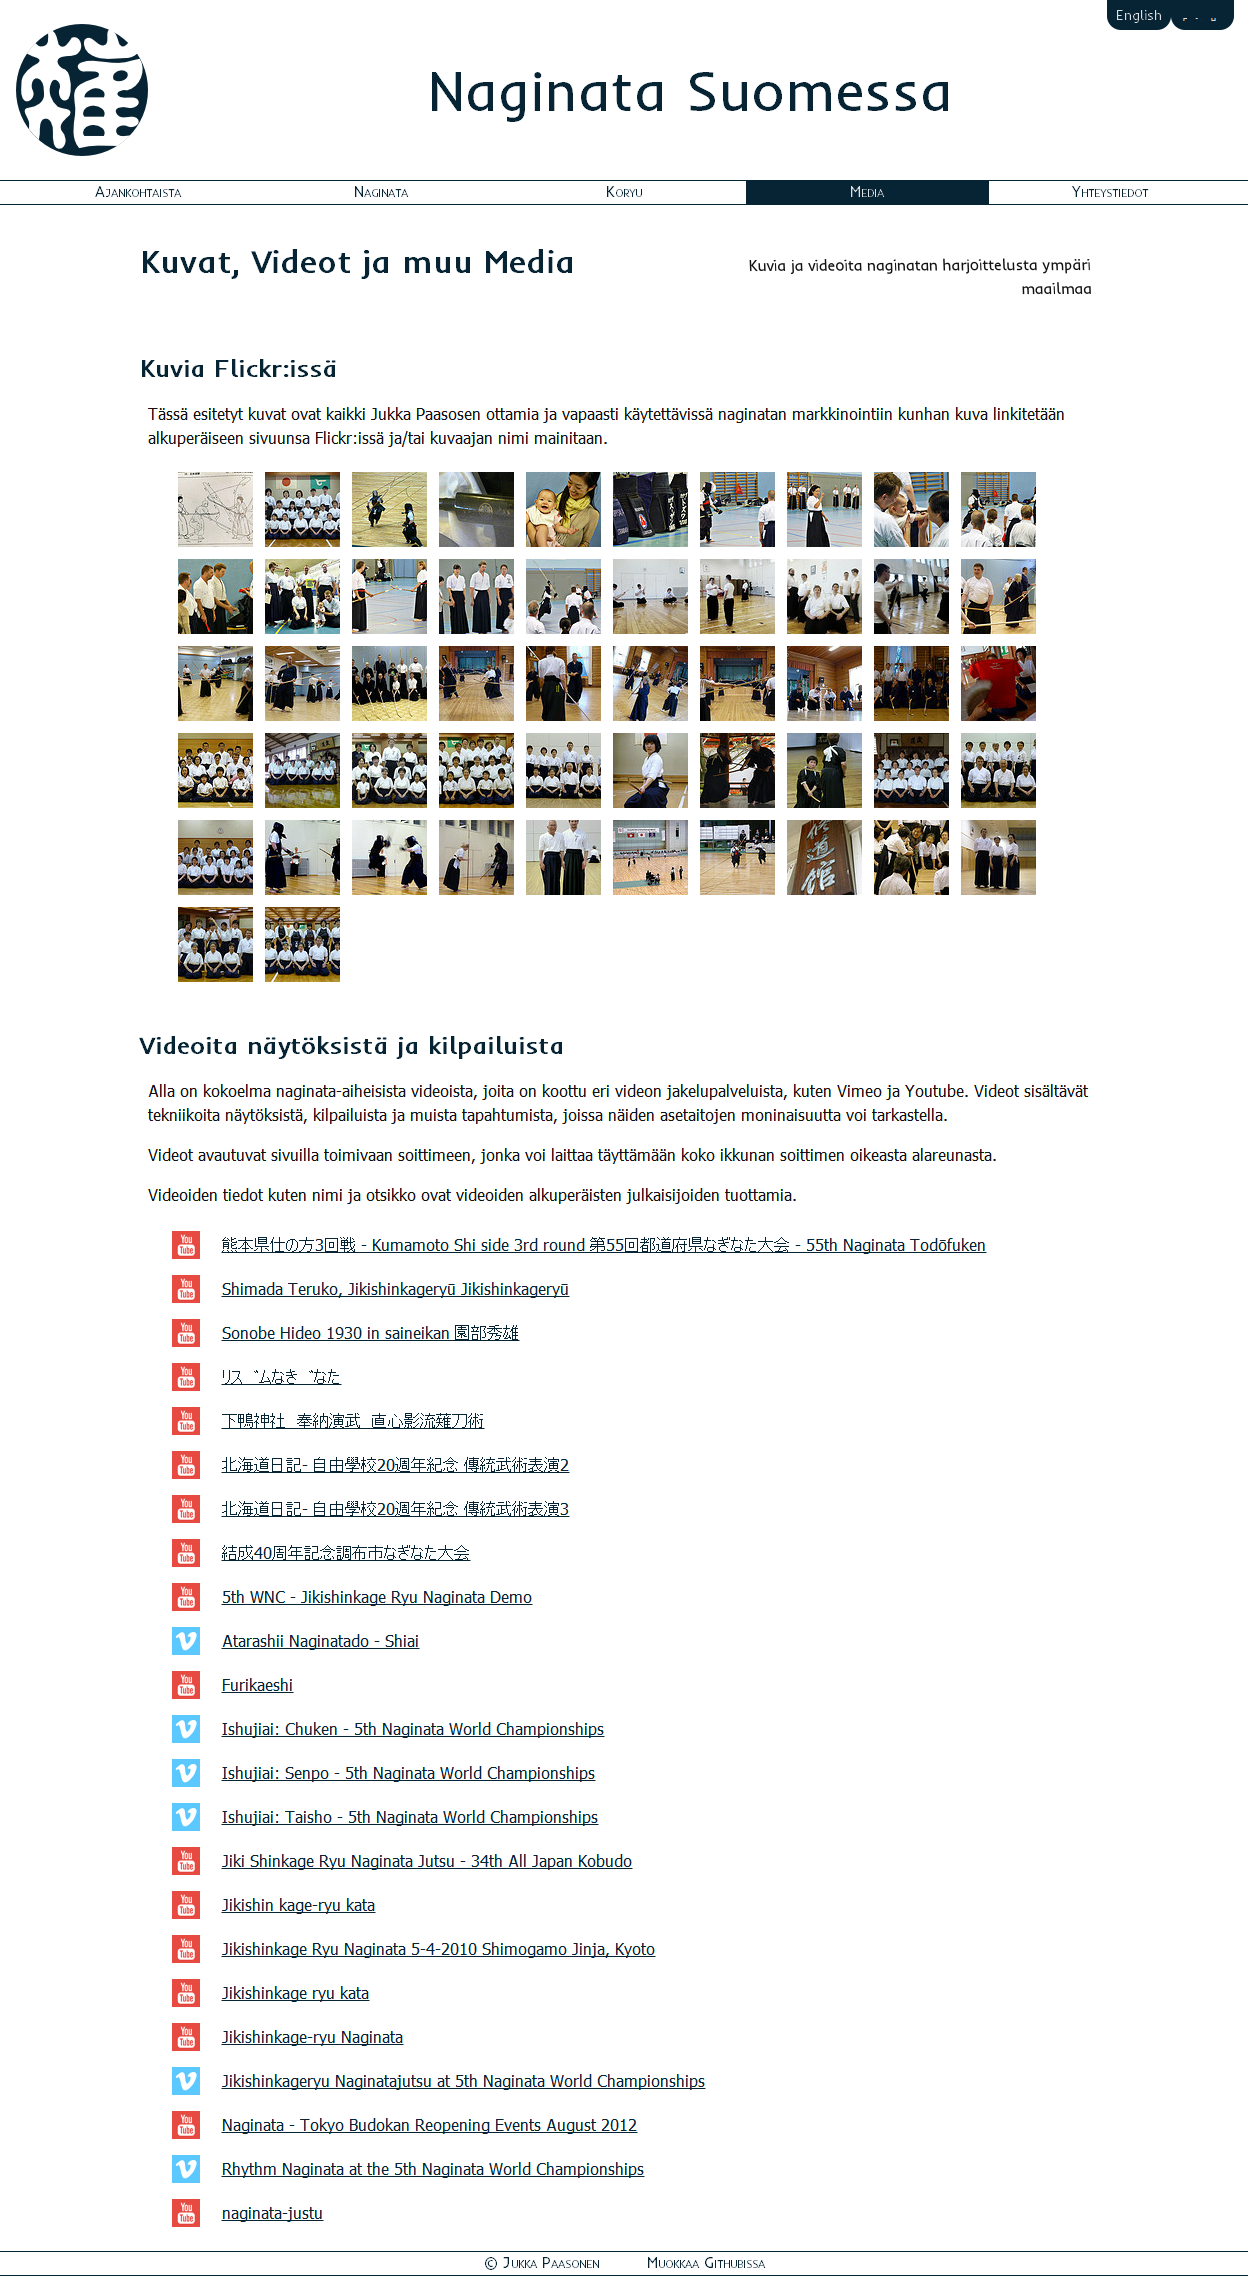 English
Naginata Suomessa
Ajankohtaista
Naginata
Koryu
Media
Yhteystiedot
Kuvat, Videot ja muu Media
Kuvia ja videoita naginatan harjoittelusta ympäri
maailmaa
Kuvia Flickr:issä
Tässä esitetyt kuvat ovat kaikki Jukka Paasosen ottamia ja vapaasti käytettävissä naginatan markkinointiin kunhan kuva linkitetään
alkuperäiseen sivuunsa Flickr:issä ja/tai kuvaajan nimi mainitaan.
Videoita näytöksistä ja kilpailuista
Alla on kokoelma naginata-aiheisista videoista, joita on koottu eri videon jakelupalveluista, kuten Vimeo ja Youtube. Videot sisältävät
tekniikoita näytöksistä, kilpailuista ja muista tapahtumista, joissa näiden asetaitojen moninaisuutta voi tarkastella.
Videot avautuvat sivuilla toimivaan soittimeen, jonka voi laittaa täyttämään koko ikkunan soittimen oikeasta alareunasta.
Videoiden tiedot kuten nimi ja otsikko ovat videoiden alkuperäisten julkaisijoiden tuottamia.
熊本県仕の方3回戦 - Kumamoto Shi side 3rd round 第55回都道府県なぎなた大会 - 55th Naginata Todōfuken
Shimada Teruko, Jikishinkageryū Jikishinkageryū
Sonobe Hideo 1930 in saineikan 園部秀雄
リズムなぎなた
下鴨神社 奉納演武 直心影流薙刀術
北海道日記- 自由學校20週年紀念 傳統武術表演2
北海道日記- 自由學校20週年紀念 傳統武術表演3
結成40周年記念調布市なぎなた大会
5th WNC - Jikishinkage Ryu Naginata Demo
Atarashii Naginatado - Shiai
Furikaeshi
Ishujiai: Chuken - 5th Naginata World Championships
Ishujiai: Senpo - 5th Naginata World Championships
Ishujiai: Taisho - 5th Naginata World Championships
Jiki Shinkage Ryu Naginata Jutsu - 34th All Japan Kobudo
Jikishin kage-ryu kata
Jikishinkage Ryu Naginata 5-4-2010 Shimogamo Jinja, Kyoto
Jikishinkage ryu kata
Jikishinkage-ryu Naginata
Jikishinkageryu Naginatajutsu at 5th Naginata World Championships
Naginata - Tokyo Budokan Reopening Events August 2012
Rhythm Naginata at the 5th Naginata World Championships
naginata-justu
© Jukka Paasonen
Muokkaa Githubissa